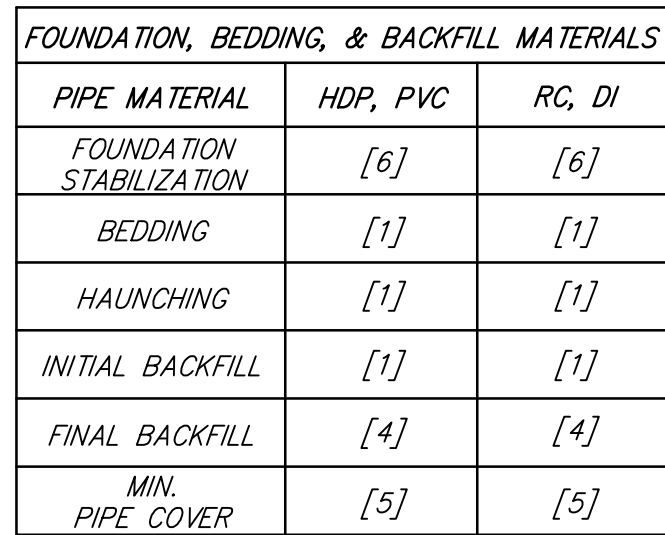 FOUNDATION, BEDDING, & BACKFILL MATERIALS
PIPE MATERIAL HDP, PVC RC, DI
FOUNDATION
STABILIZATION [6] [6]
BEDDING [1] [1]
HAUNCHING [1] [1]
INITIAL BACKFILL [1] [1]
FINAL BACKFILL [4] [4]
MIN.
PIPE COVER [5] [5]